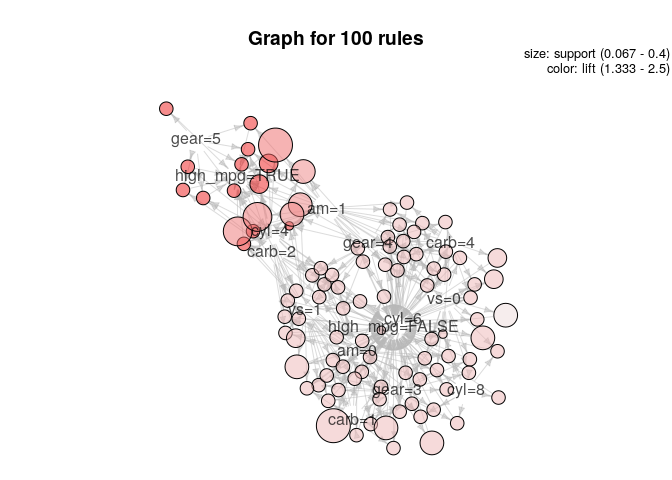 Graph for 100 rules
size: support (0.067 - 0.4)
color: lift (1.333 - 2.5)
gear=5
high_mpg=TRUE
am=1
cyl=4
carb=2
gear=4
carb=4
vs=0
vs=1
cyl=6
high_mpg=FALSE
am=0
gear=3
cyl=8
carb=1